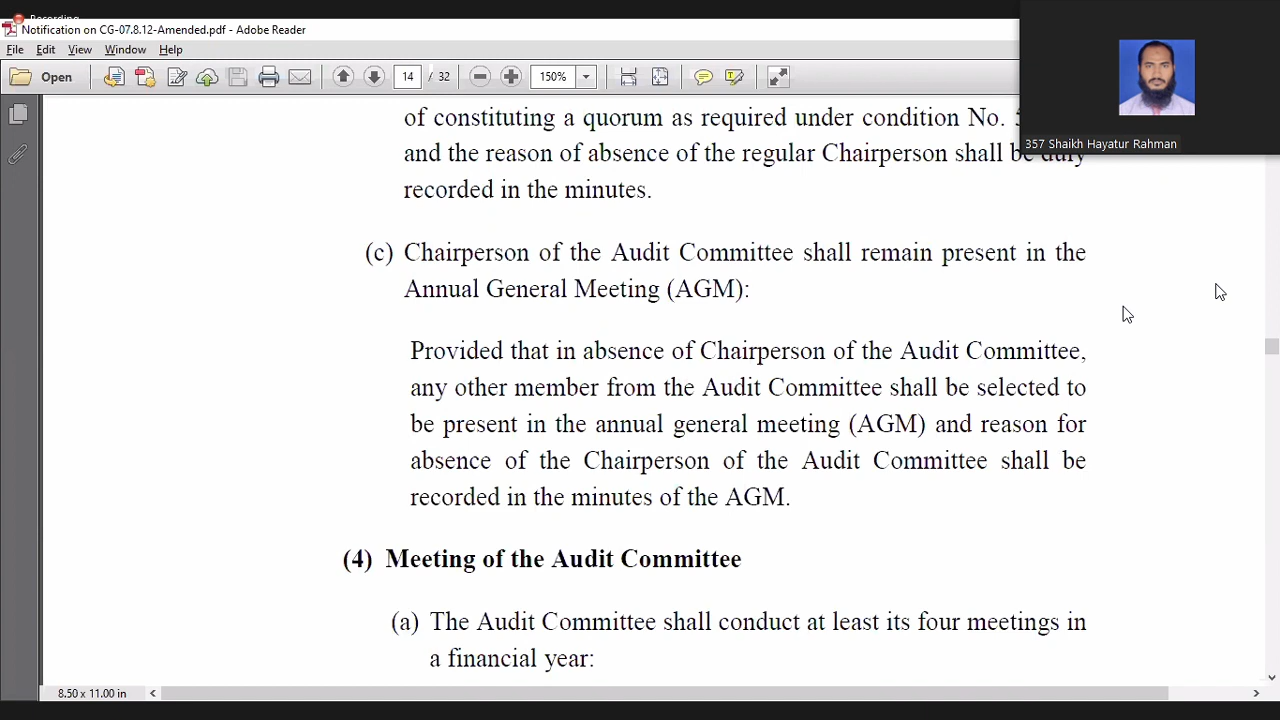 Recording
Notification on CG-07.8.12-Amended.pdf - Adobe Reader
File Edit View Window Help
Open 14 / 32 150%
357 Shaikh Hayatur Rahman
of constituting a quorum as required under condition No.
and the reason of absence of the regular Chairperson shall be duly
recorded in the minutes.
(c) Chairperson of the Audit Committee shall remain present in the
Annual General Meeting (AGM):
Provided that in absence of Chairperson of the Audit Committee,
any other member from the Audit Committee shall be selected to
be present in the annual general meeting (AGM) and reason for
absence of the Chairperson of the Audit Committee shall be
recorded in the minutes of the AGM.
(4) Meeting of the Audit Committee
(a) The Audit Committee shall conduct at least its four meetings in
a financial year:
8.50 x 11.00 in